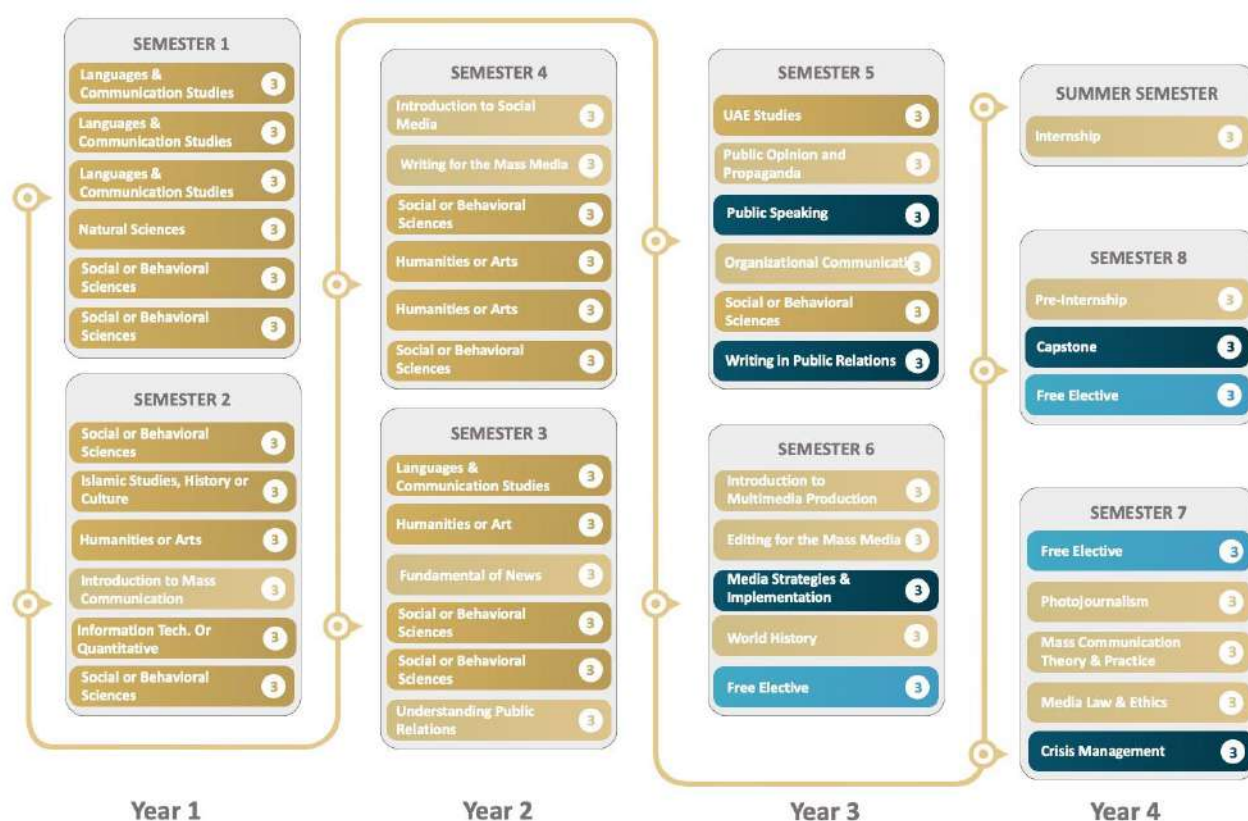 SEMESTER 1
Languages &
Communication Studies 3
Languages &
Communication Studies 3
Languages &
Communication Studies 3
Natural Sciences 3
Social or Behavioral
Sciences 3
Social or Behavioral
Sciences 3
SEMESTER 2
Social or Behavioral
Sciences 3
Islamic Studies, History or
Culture 3
Humanities or Arts 3
Introduction to Mass
Communication 3
Information Tech. Or
Quantitative 3
Social or Behavioral
Sciences 3
Year 1
SEMESTER 4
Introduction to Social
Media 3
Writing for the Mass Media 3
Social or Behavioral
Sciences 3
Humanities or Arts 3
Humanities or Arts 3
Social or Behavioral
Sciences 3
SEMESTER 3
Languages &
Communication Studies 3
Humanities or Art 3
Fundamental of News 3
Social or Behavioral
Sciences 3
Social or Behavioral
Sciences 3
Understanding Public
Relations 3
Year 2
SEMESTER 5
UAE Studies 3
Public Opinion and
Propaganda 3
Public Speaking 3
Organizational Communicati 3
Social or Behavioral
Sciences 3
Writing in Public Relations 3
SEMESTER 6
Introduction to
Multimedia Production 3
Editing for the Mass Media 3
Media Strategies &
Implementation 3
World History 3
Free Elective 3
Year 3
SUMMER SEMESTER
Internship 3
SEMESTER 8
Pre-Internship 3
Capstone 3
Free Elective 3
SEMESTER 7
Free Elective 3
Photojournalism 3
Mass Communication
Theory & Practice 3
Media Law & Ethics 3
Crisis Management 3
Year 4